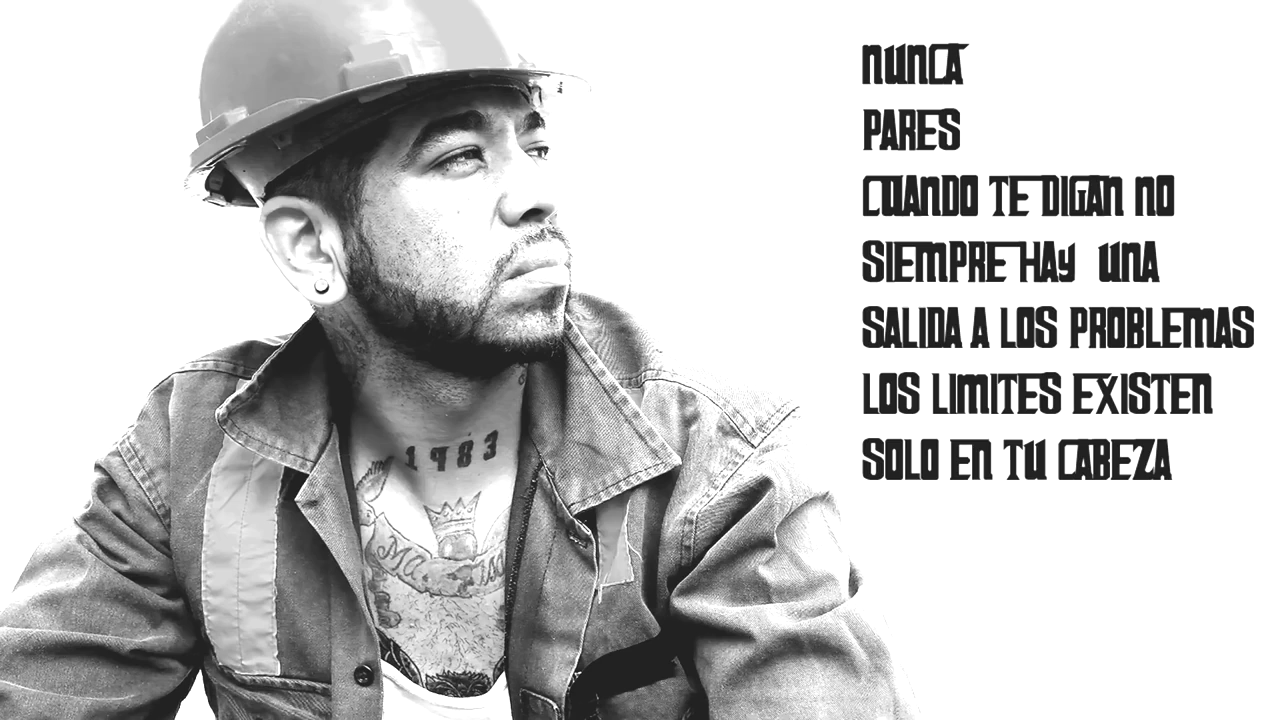 NUNCA
PARES
CUANDO TE DIGAN NO
SIEMPRE HAY UNA
SALIDA A LOS PROBLEMAS
LOS LIMITES EXISTEN
SOLO EN TU CABEZA
1983